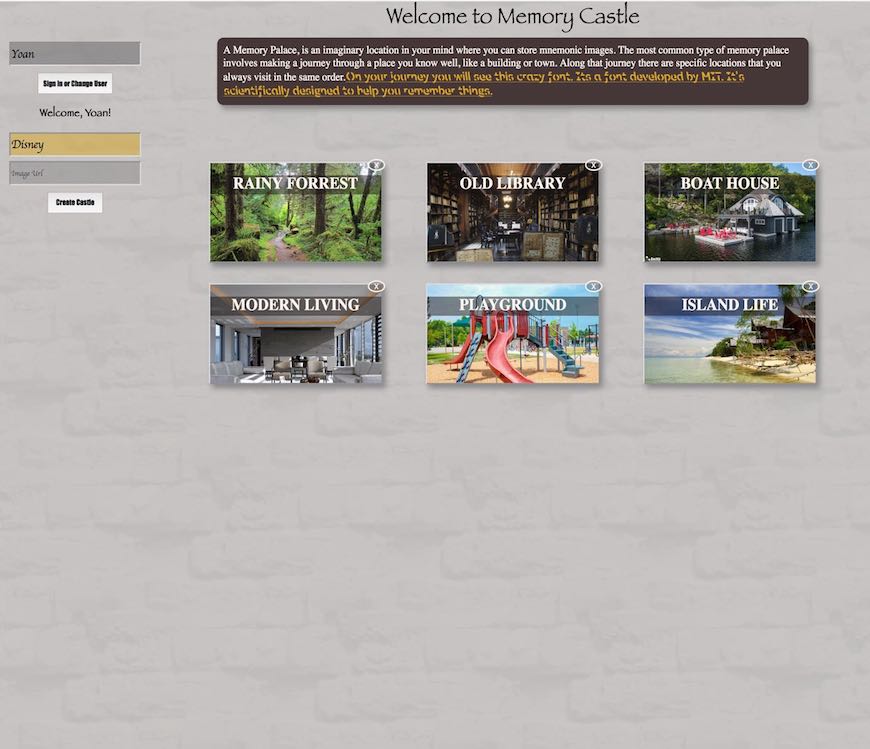 Welcome to Memory Castle
Yoan
Sign in or Change User
Welcome, Yoan!
Disney
Image Url
Create Castle
A Memory Palace, is an imaginary location in your mind where you can store mnemonic images. The most common type of memory palace
involves making a journey through a place you know well, like a building or town. Along that journey there are specific locations that you
always visit in the same order. On your journey you will see this crazy font. Its a font developed by MIT. It's
scientifically designed to help you remember things.
X X X
RAINY FORREST OLD LIBRARY BOAT HOUSE
X X X
MODERN LIVING PLAYGROUND ISLAND LIFE